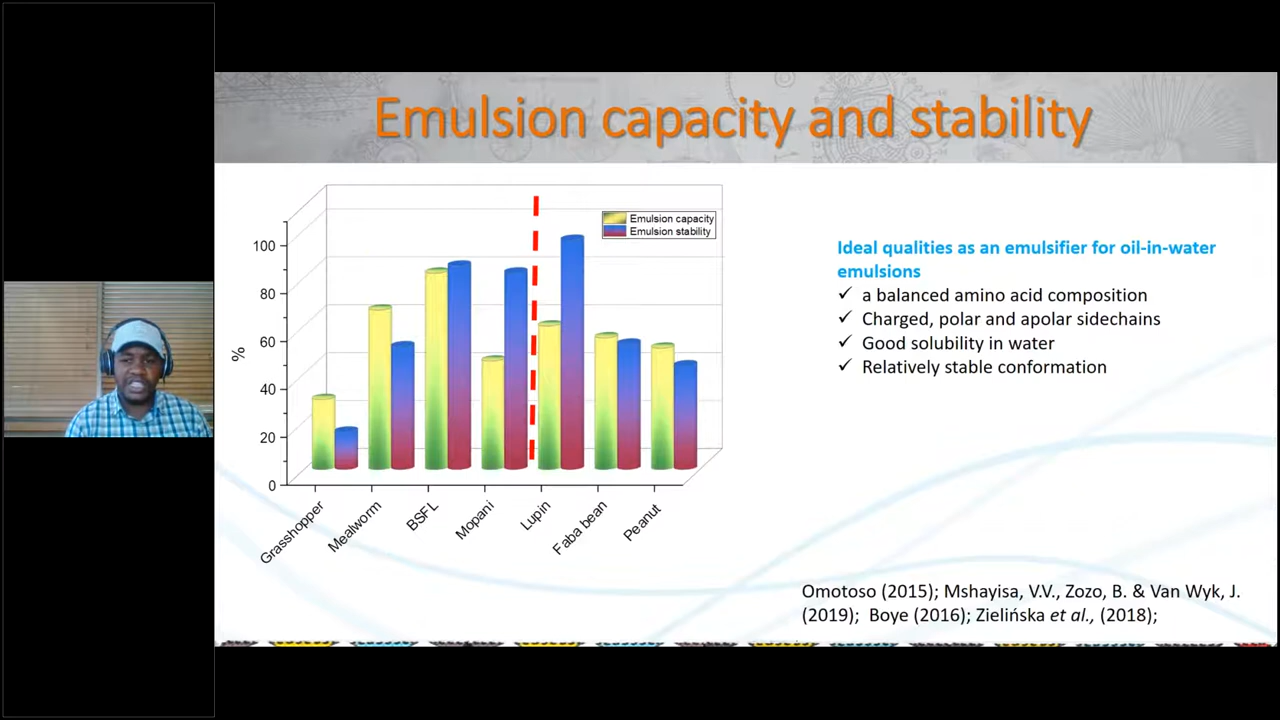 Emulsion capacity and stability
Emulsion capacity
Emulsion stability
%
100
80
60
40
20
0
Grasshopper
Mealworm
BSFL
Mopani
Lupin
Faba bean
Peanut
Ideal qualities as an emulsifier for oil-in-water
emulsions
✓ a balanced amino acid composition
✓ Charged, polar and apolar sidechains
✓ Good solubility in water
✓ Relatively stable conformation
Omotoso (2015); Mshayisa, V.V., Zozo, B. & Van Wyk, J.
(2019); Boye (2016); Zielińska et al., (2018);